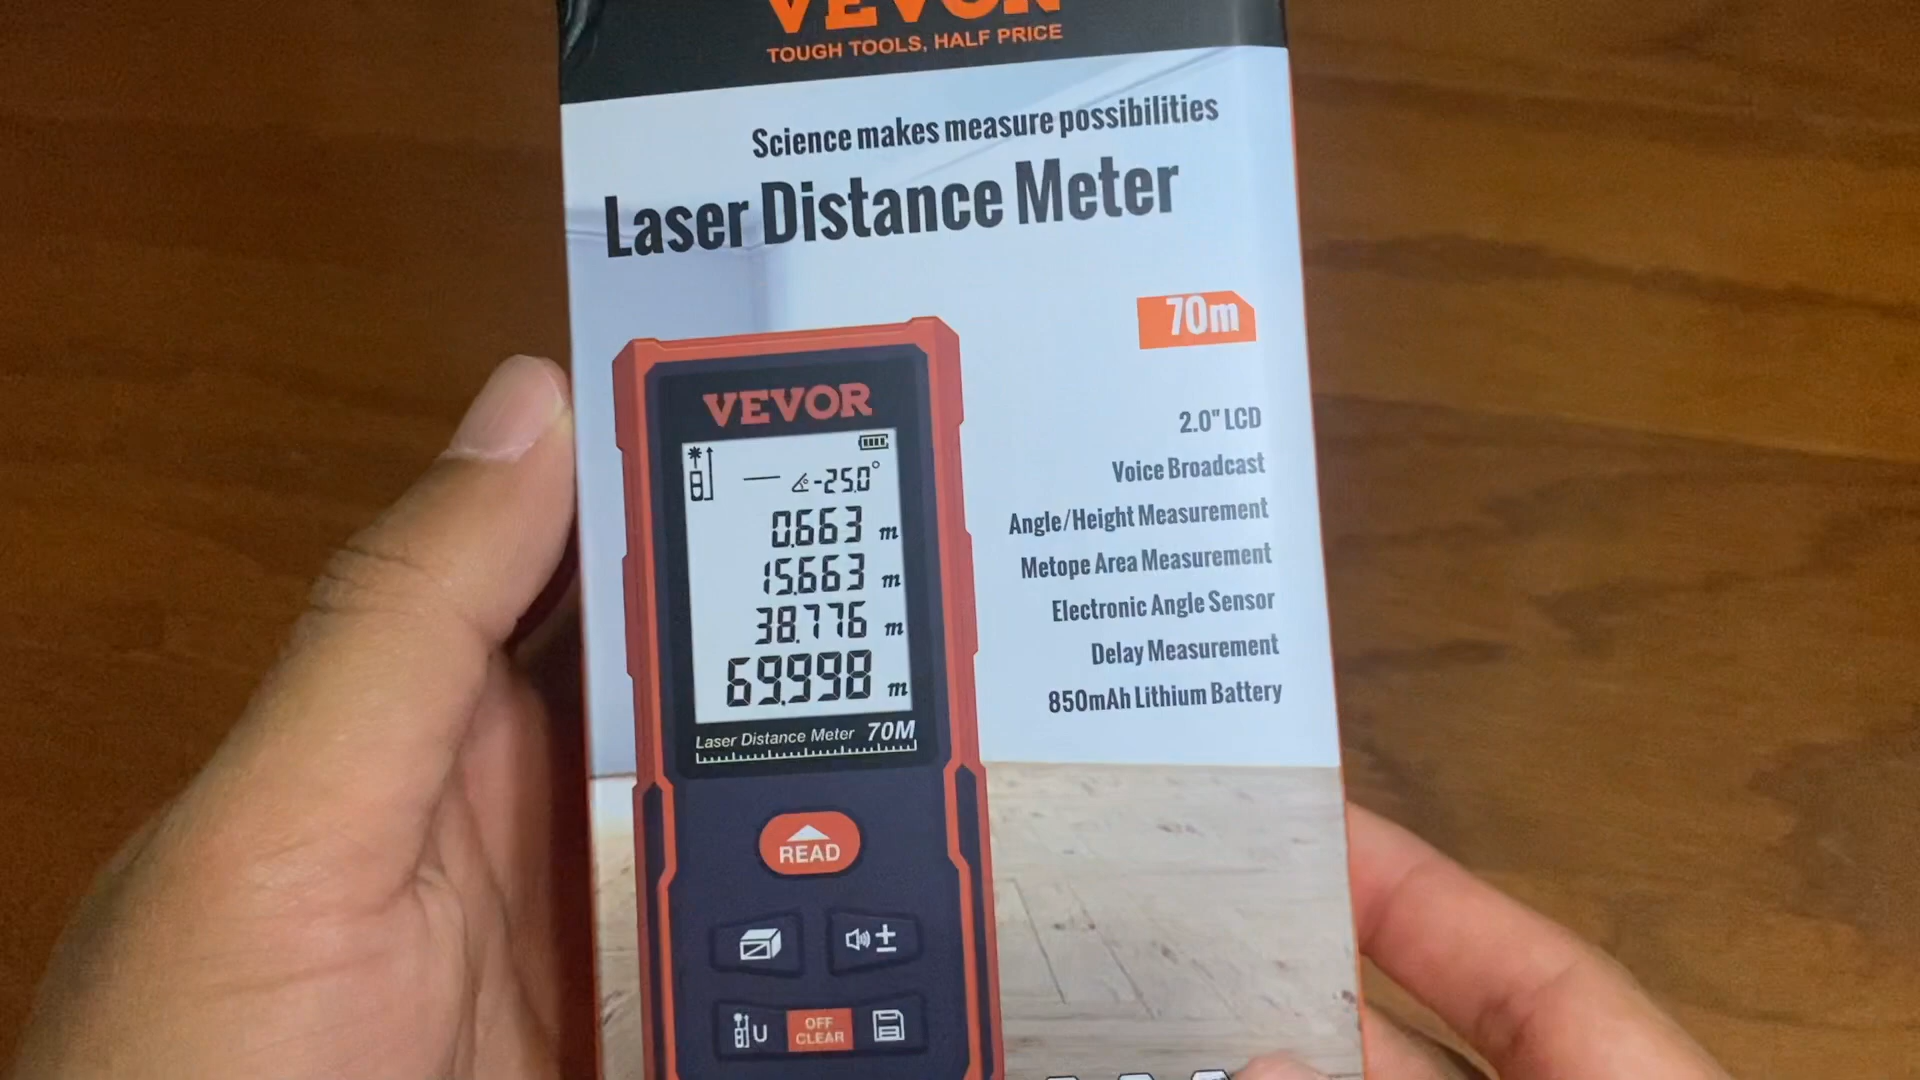 VEVOR
TOUGH TOOLS, HALF PRICE
Science makes measure possibilities
Laser Distance Meter
70m
2.0" LCD
Voice Broadcast
Angle/Height Measurement
Metope Area Measurement
Electronic Angle Sensor
Delay Measurement
850mAh Lithium Battery
VEVOR
-25.0°
0.663 m
15.663 m
38.776 m
69.998 m
Laser Distance Meter 70M
READ
±
U
OFF
CLEAR